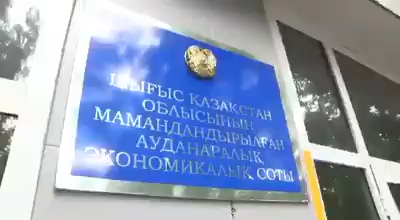 ШЫҒЫС ҚАЗАҚСТАН
ОБЛЫСЫНЫҢ
МАМАНДАНДЫРЫЛҒАН
АУДАНАРАЛЫҚ
ЭКОНОМИКАЛЫҚ СОТЫ